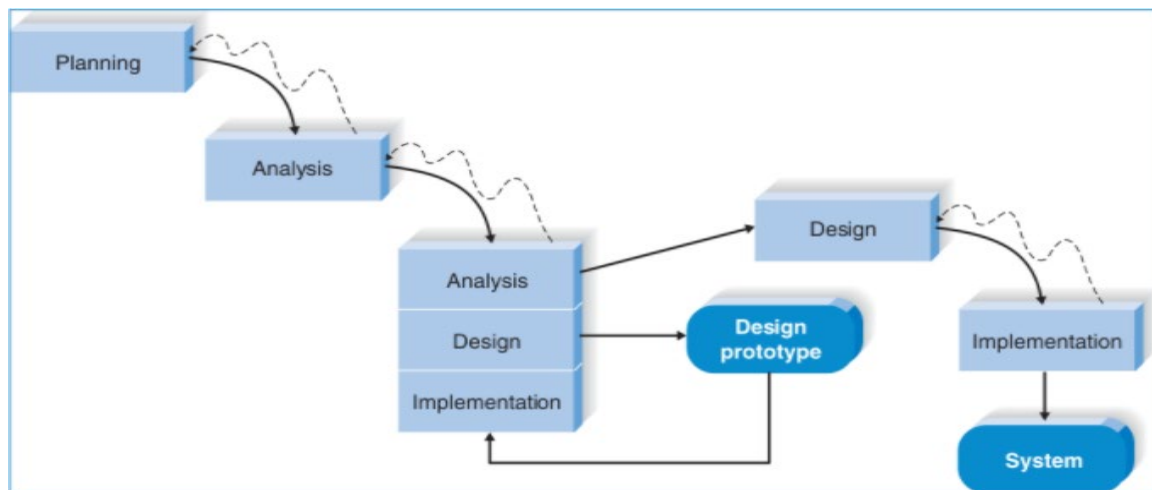 Planning
Analysis
Analysis
Design
Implementation
Design
prototype
Design
Implementation
System